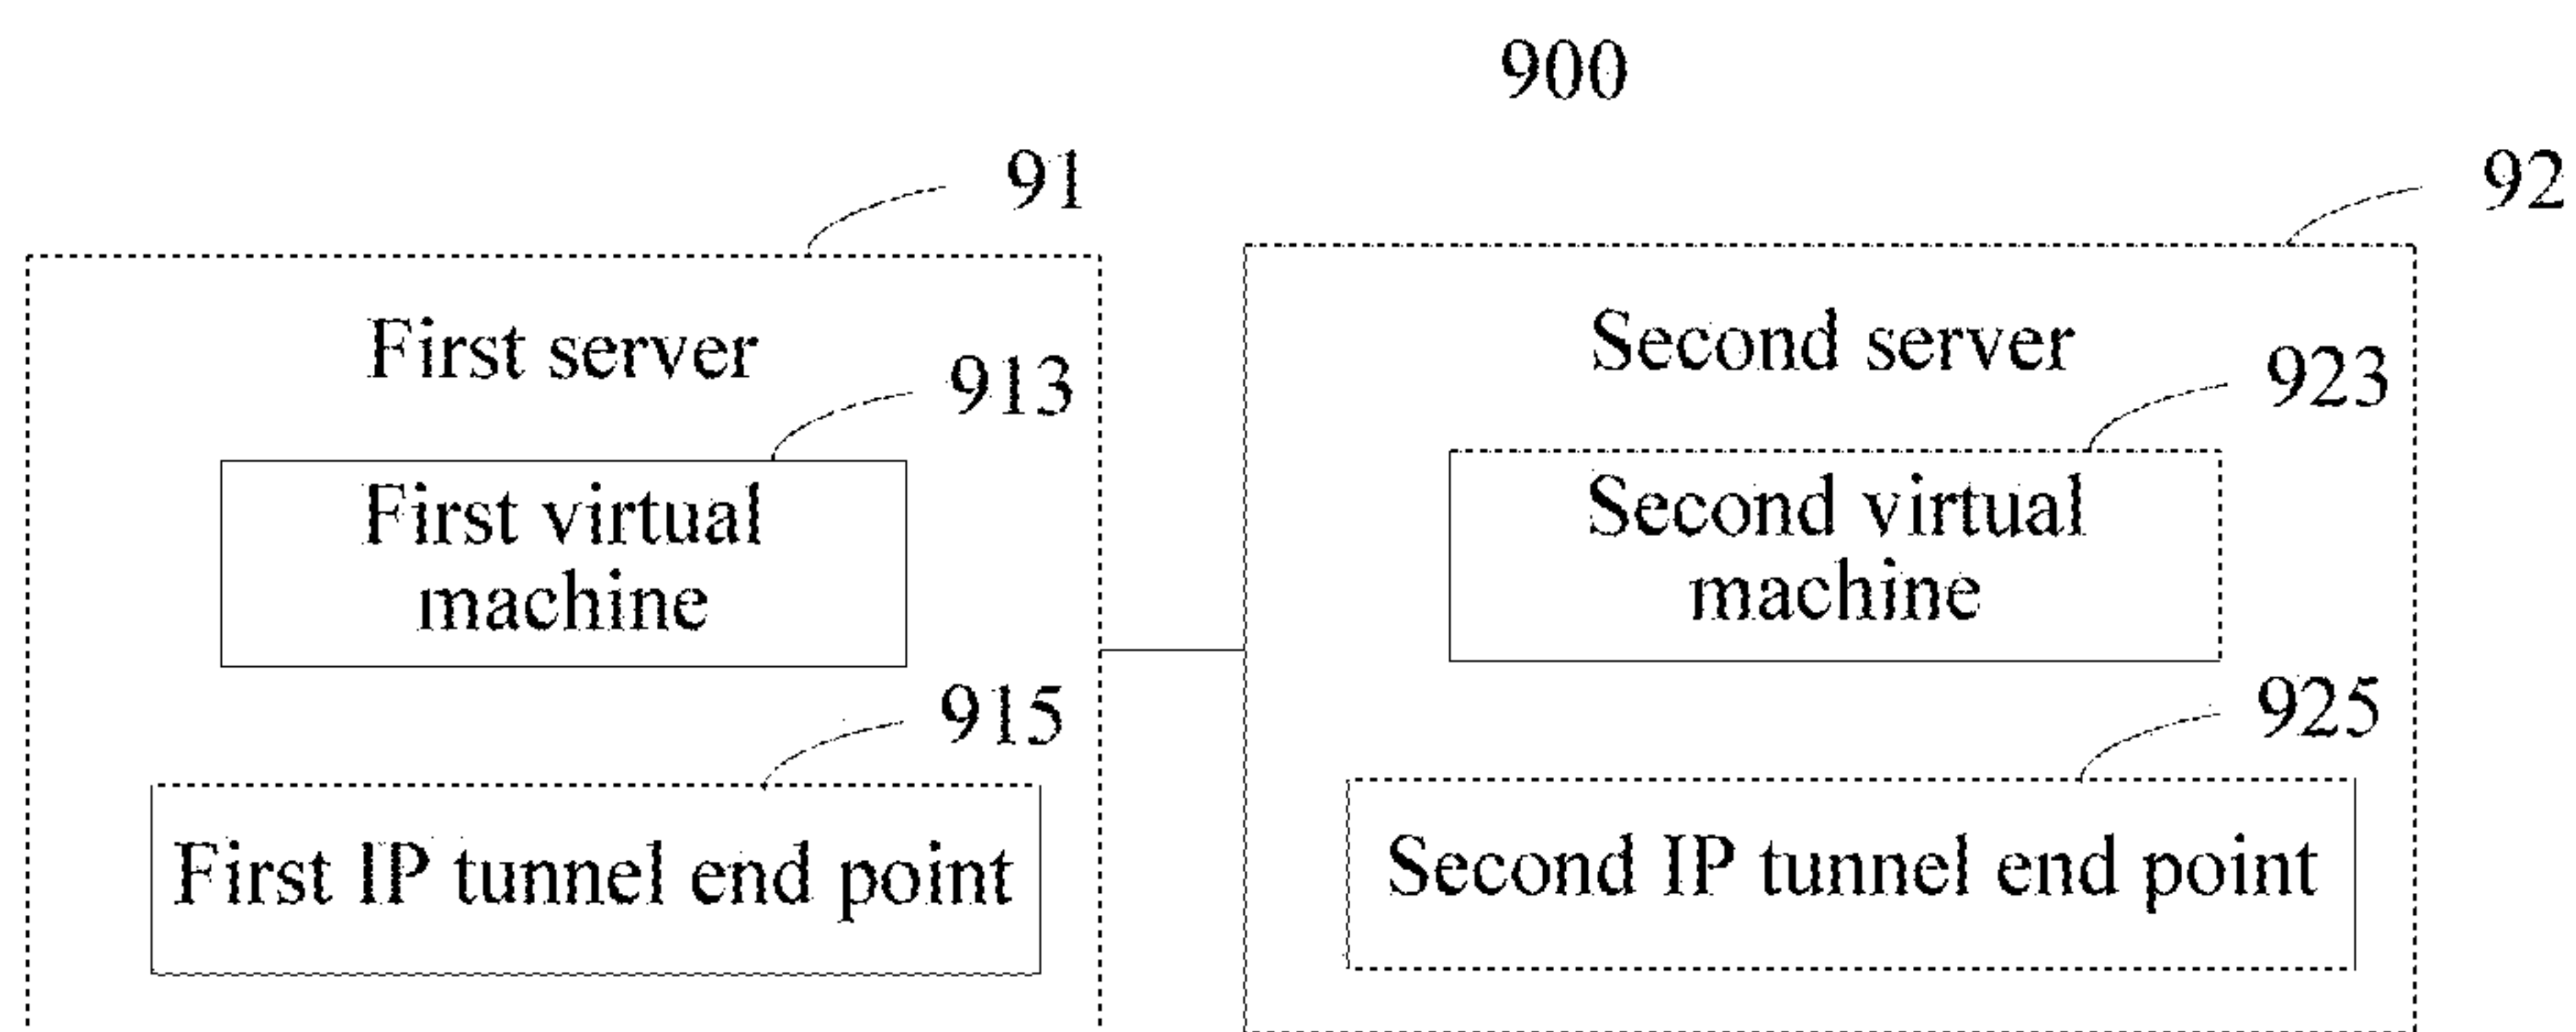 900
91
92
First server
Second server
913
923
First virtual
machine
Second virtual
machine
915
925
First IP tunnel end point
Second IP tunnel end point